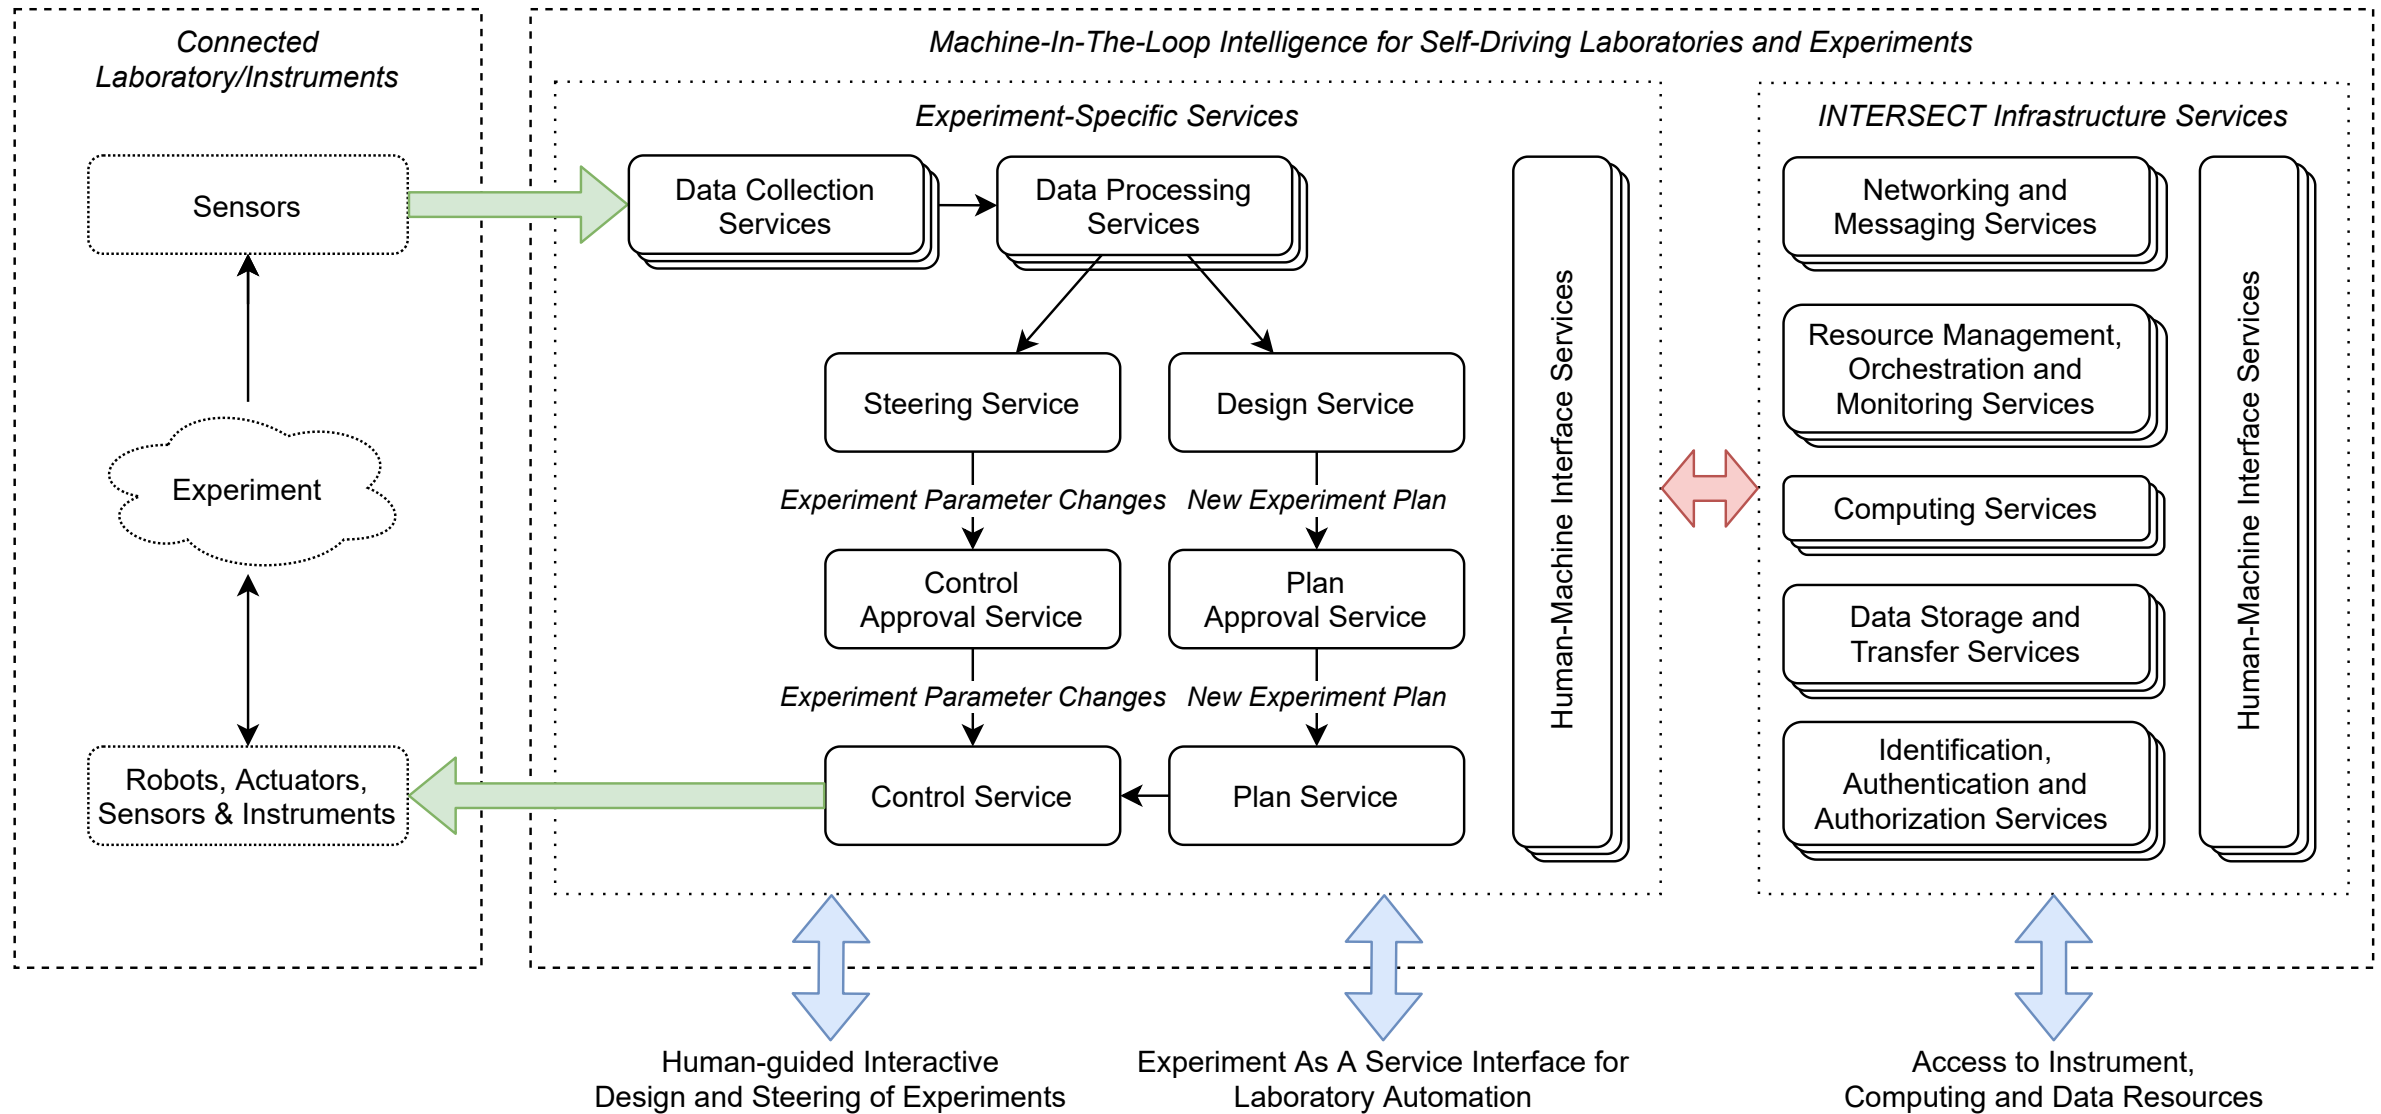 Connected
Laboratory/Instruments
Sensors
Experiment
Robots, Actuators,
Sensors & Instruments
Machine-In-The-Loop Intelligence for Self-Driving Laboratories and Experiments
Experiment-Specific Services
Data Collection
Services
Data Processing
Services
Steering Service
Design Service
Experiment Parameter Changes
New Experiment Plan
Control
Approval Service
Plan
Approval Service
Experiment Parameter Changes
New Experiment Plan
Control Service
Plan Service
Human-Machine Interface Services
INTERSECT Infrastructure Services
Networking and
Messaging Services
Resource Management,
Orchestration and
Monitoring Services
Computing Services
Data Storage and
Transfer Services
Identification,
Authentication and
Authorization Services
Human-Machine Interface Services
Human-guided Interactive
Design and Steering of Experiments
Experiment As A Service Interface for
Laboratory Automation
Access to Instrument,
Computing and Data Resources